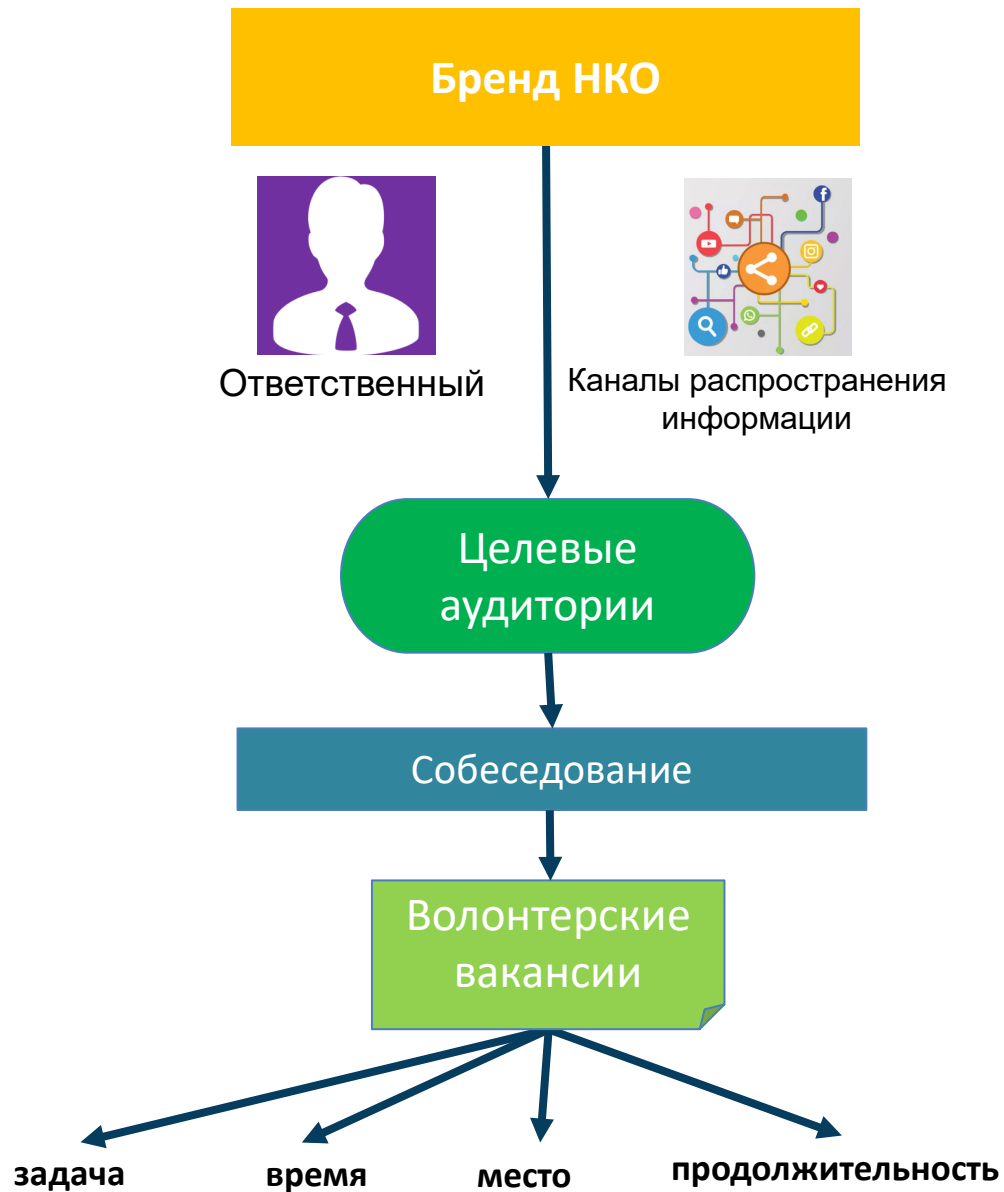 Бренд НКО
Ответственный
Каналы распространения
информации
Целевые
аудитории
Собеседование
Волонтерские
вакансии
задача
время
место
продолжительность